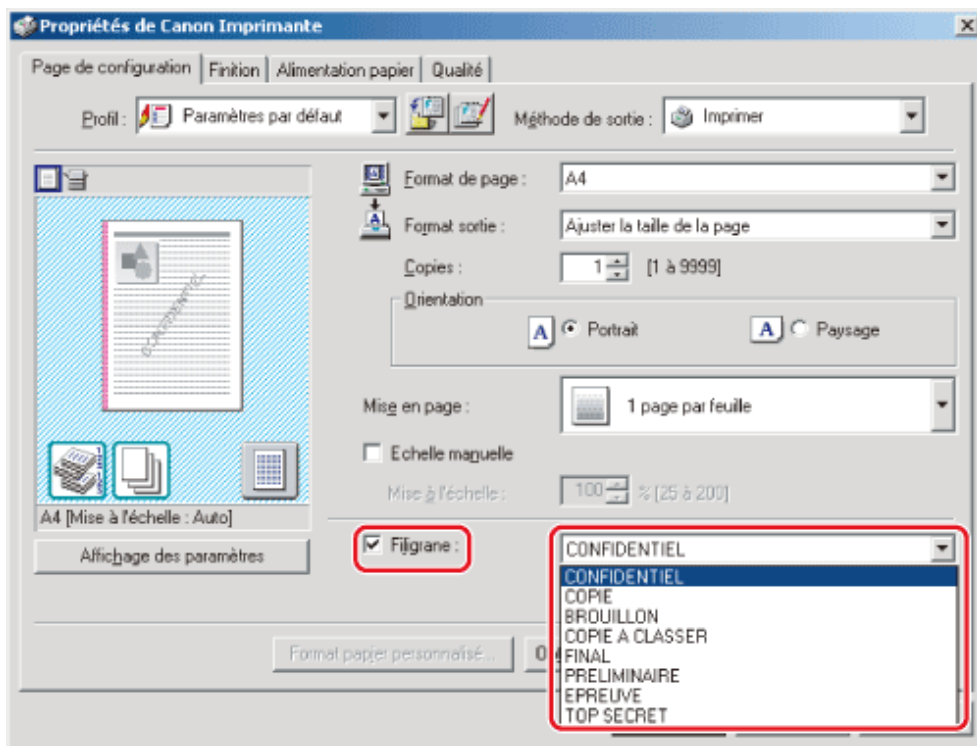 Propriétés de Canon Imprimante
Page de configuration Finition Alimentation papier Qualité
Profil : Paramètres par défaut Méthode de sortie : Imprimer
Format de page : A4
Format sortie : Ajuster la taille de la page
Copies : 1 [1 à 9999]
Orientation
A Portrait A Paysage
CONFIDENTIEL
Mise en page : 1 page par feuille
Echelle manuelle
Mise à l'échelle : 100 % [25 à 200]
A4 [Mise à l'échelle : Auto]
Affichage des paramètres
Filigrane : CONFIDENTIEL
CONFIDENTIEL
COPIE
BROUILLON
COPIE A CLASSER
FINAL
PRELIMINAIRE
EPREUVE
TOP SECRET
Format papier personnalisé...